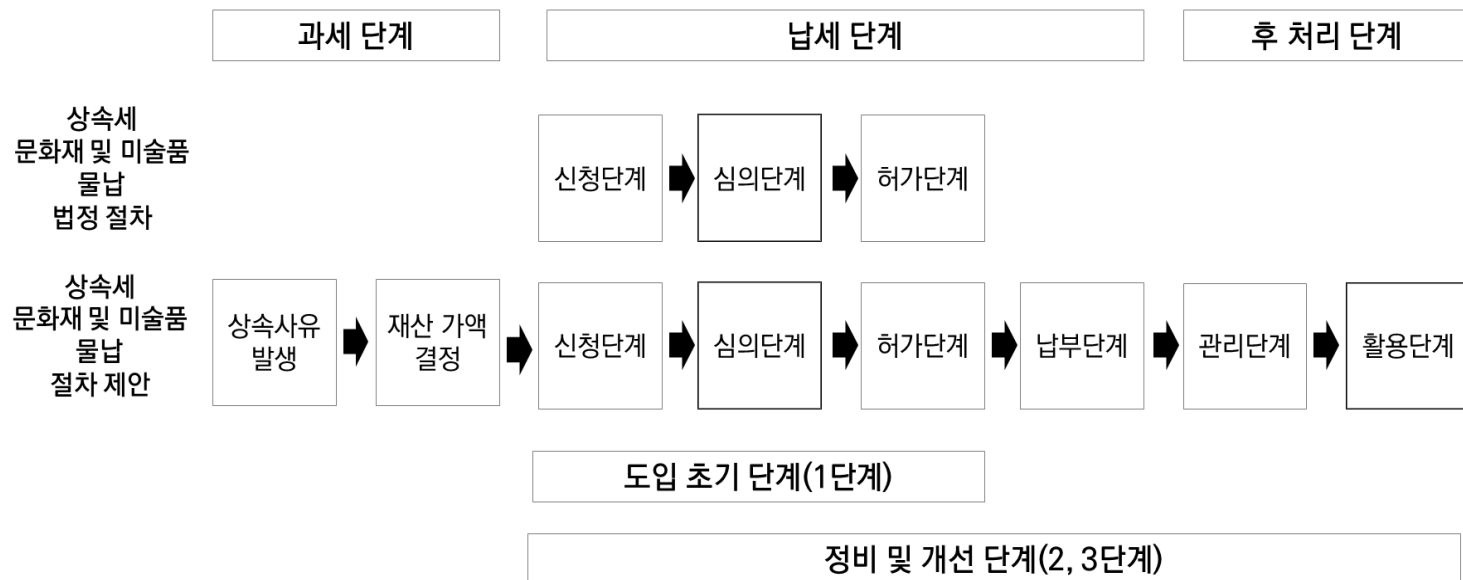 과세 단계
납세 단계
후 처리 단계
상속세
문화재 및 미술품
물납
법정 절차
신청단계
심의단계
허가단계
상속세
문화재 및 미술품
물납
절차 제안
상속사유
발생
재산 가액
결정
신청단계
심의단계
허가단계
납부단계
관리단계
활용단계
도입 초기 단계(1단계)
정비 및 개선 단계(2, 3단계)